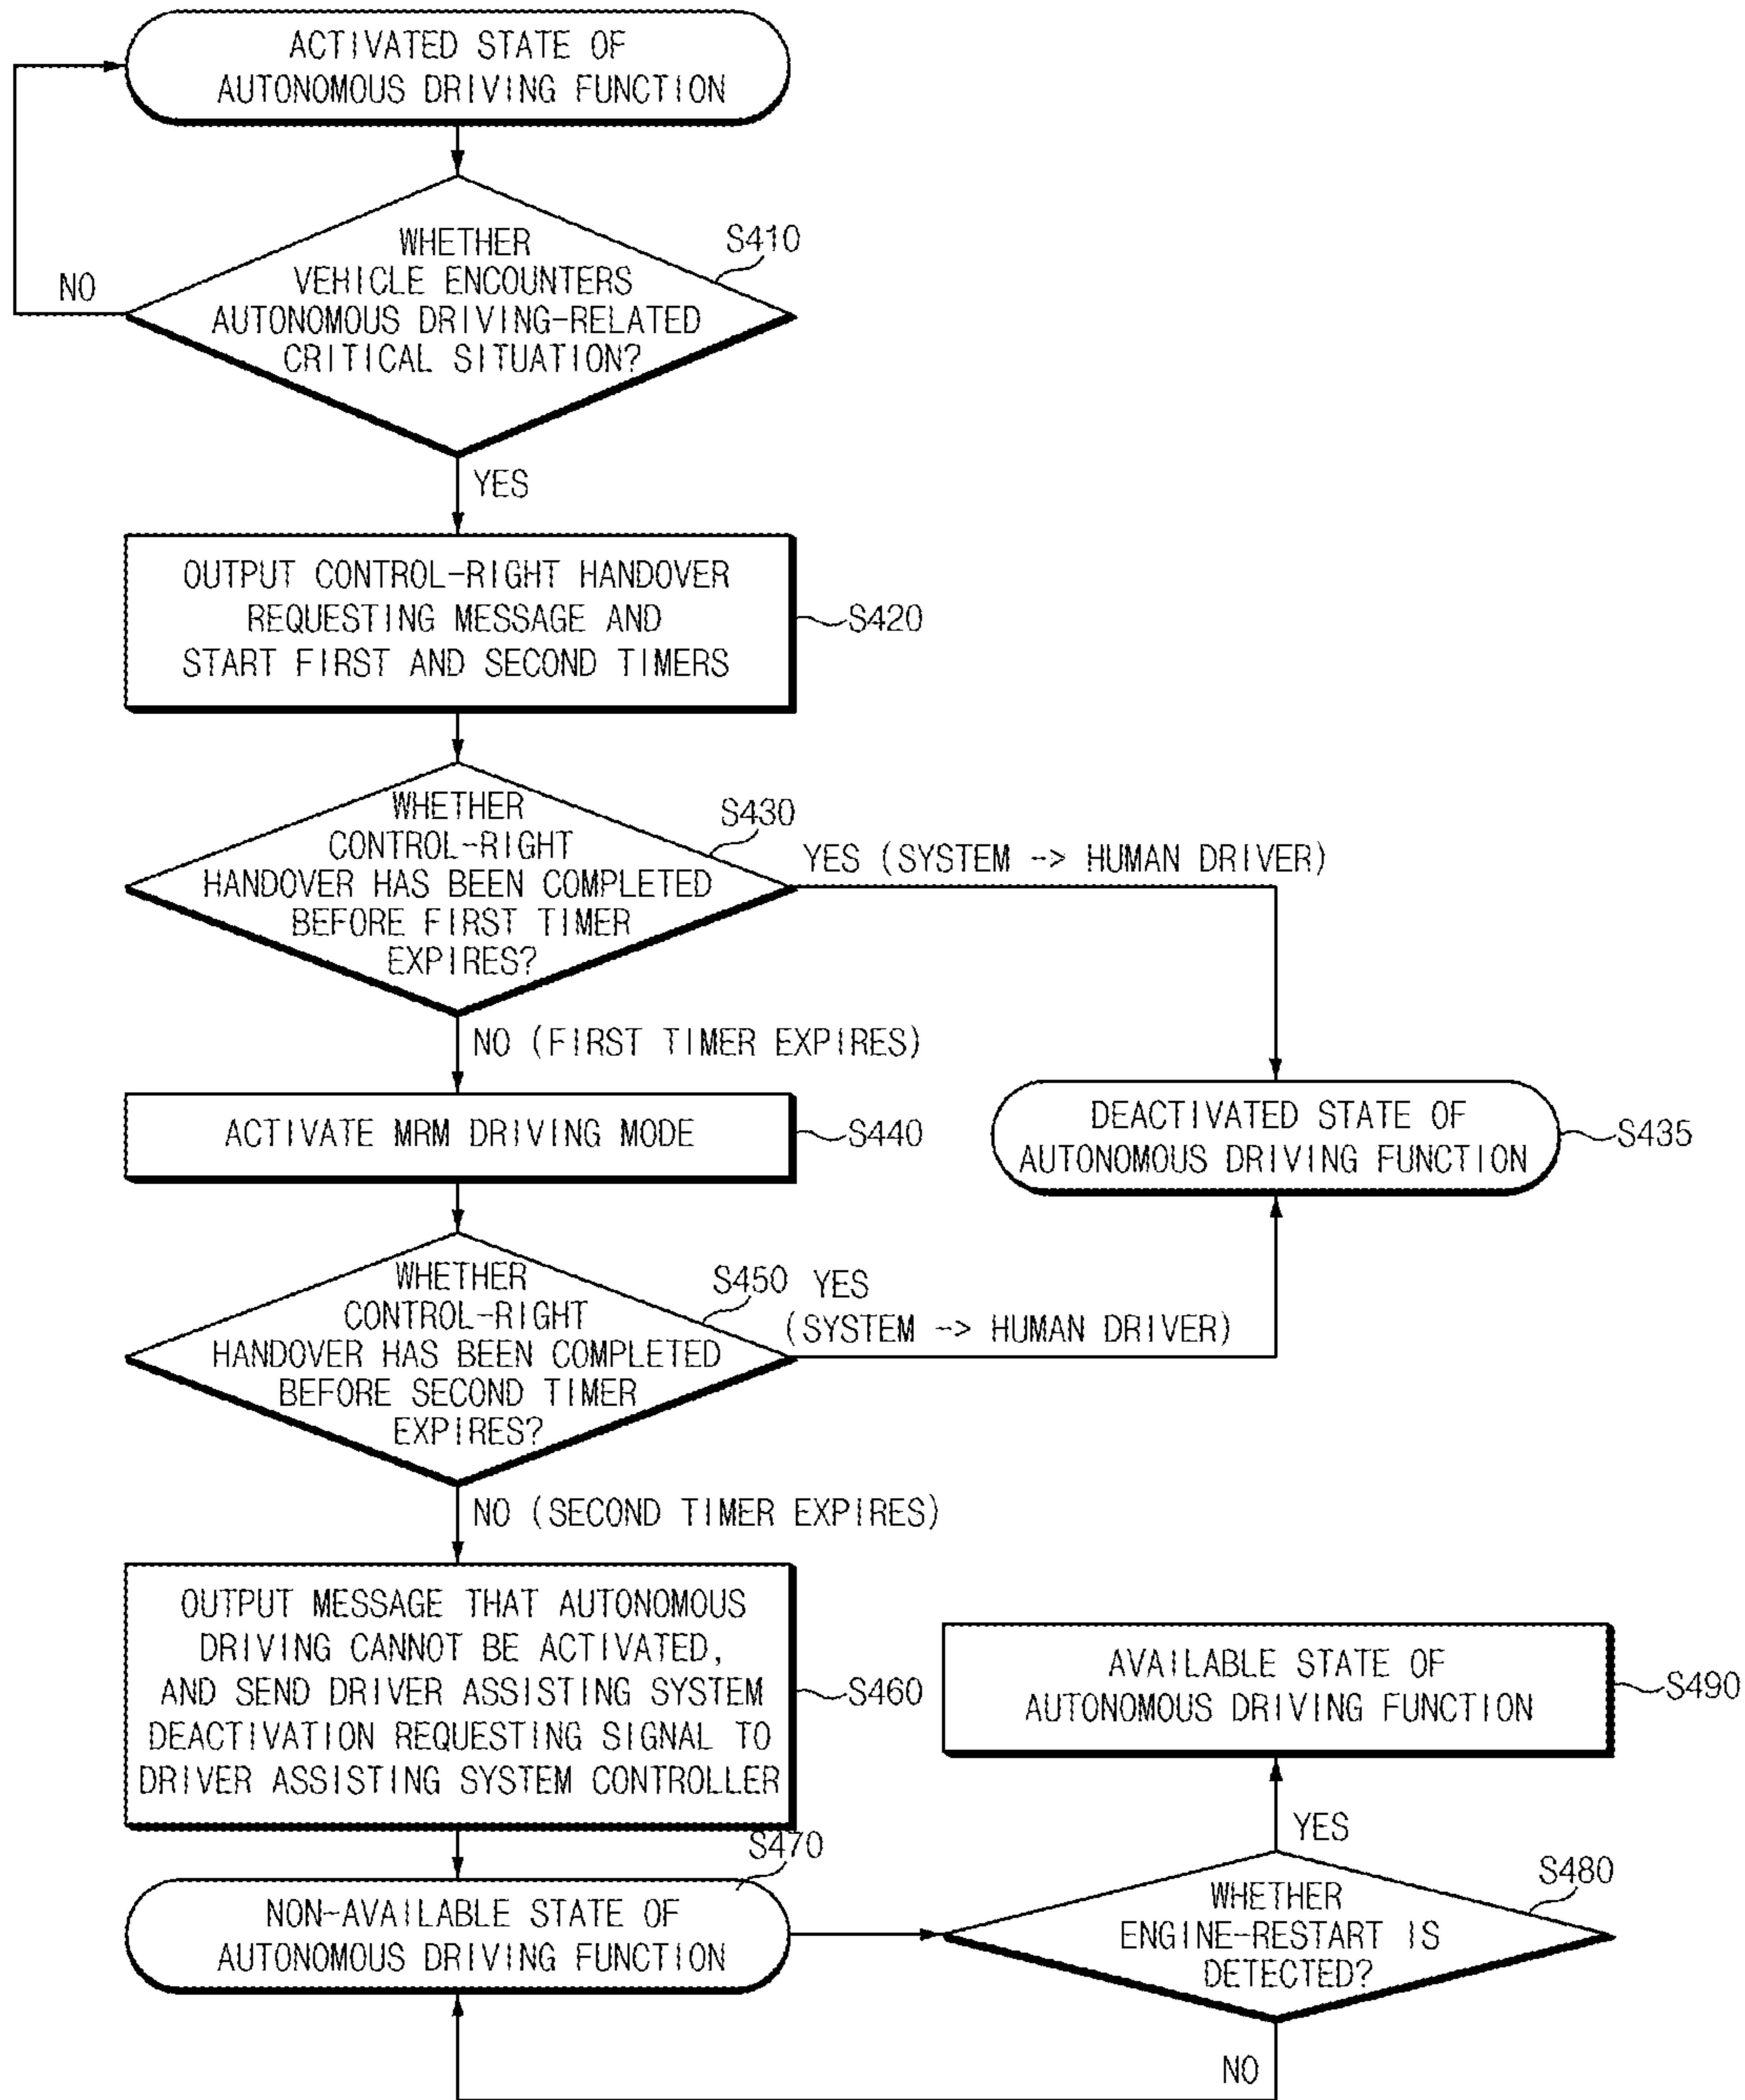 ACTIVATED STATE OF
AUTONOMOUS DRIVING FUNCTION
WHETHER
VEHICLE ENCOUNTERS
AUTONOMOUS DRIVING-RELATED
CRITICAL SITUATION?
S410
NO
YES
OUTPUT CONTROL-RIGHT HANDOVER
REQUESTING MESSAGE AND
START FIRST AND SECOND TIMERS
S420
WHETHER
CONTROL-RIGHT
HANDOVER HAS BEEN COMPLETED
BEFORE FIRST TIMER
EXPIRES?
S430
YES (SYSTEM --> HUMAN DRIVER)
NO (FIRST TIMER EXPIRES)
ACTIVATE MRM DRIVING MODE
S440
DEACTIVATED STATE OF
AUTONOMOUS DRIVING FUNCTION
S435
WHETHER
CONTROL-RIGHT
HANDOVER HAS BEEN COMPLETED
BEFORE SECOND TIMER
EXPIRES?
S450
YES
(SYSTEM --> HUMAN DRIVER)
NO (SECOND TIMER EXPIRES)
OUTPUT MESSAGE THAT AUTONOMOUS
DRIVING CANNOT BE ACTIVATED,
AND SEND DRIVER ASSISTING SYSTEM
DEACTIVATION REQUESTING SIGNAL TO
DRIVER ASSISTING SYSTEM CONTROLLER
S460
AVAILABLE STATE OF
AUTONOMOUS DRIVING FUNCTION
S490
YES
S470
NON-AVAILABLE STATE OF
AUTONOMOUS DRIVING FUNCTION
WHETHER
ENGINE-RESTART IS
DETECTED?
S480
NO